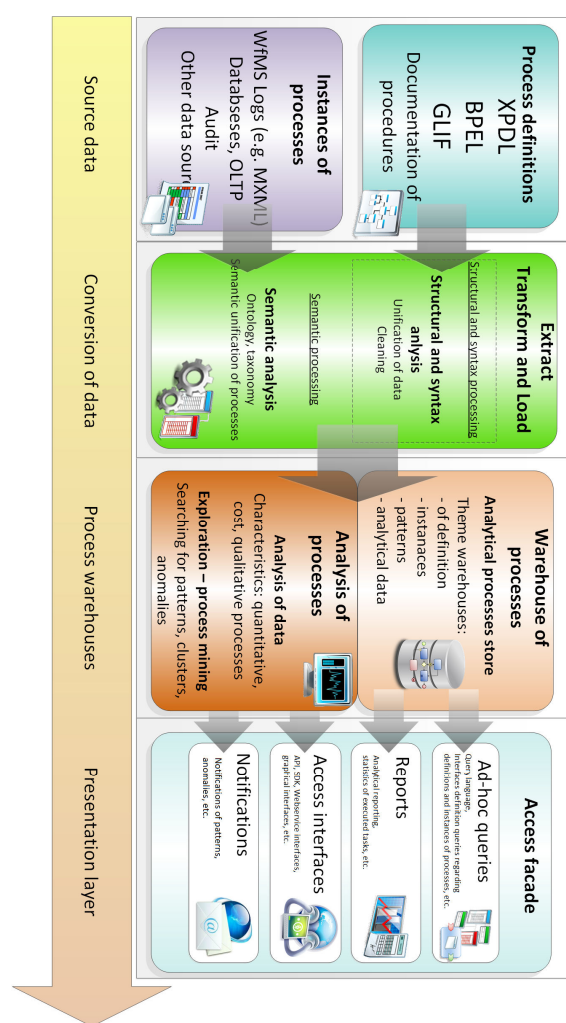 Process definitions
XPDL
BPEL
GLIF
Documentation of
procedures
Instances of
processes
WfMS Logs (e.g. MXML)
Databseses, OLTP
Audit
Other data sour
Source data
Extract
Transform and Load
Structural and syntax processing
Structural and syntax
anlysis
Unification of data
Cleaning
Semantic processing
Semantic analysis
Ontology, taxonomy
Semantic unification of processes
Conversion of data
Warehouse of
processes
Analytical processes store
Theme warehouses:
- of definition
- instanaces
- patterns
- analytical data
Analysis of
processes
Analysis of data
Characteristics: quantitative,
cost, qualitative processes
Exploration – process mining
Searching for patterns, clusters,
anomalies
Process warehouses
Access facade
Ad-hoc queries
Query language,
Interfaces definition queries regarding
definitions and instances of processes, etc.
Reports
Analytical reporting,
statistics of executed tasks, etc.
Access interfaces
API, SDK, Webservice interfaces,
graphical interfaces, etc.
Notifications
Notifications of patterns,
anomalies, etc.
Presentation layer